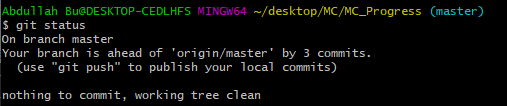 Abdullah Bu@DESKTOP-CEDLHFS MINGW64 ~/desktop/MC/MC_Progress (master)
$ git status
On branch master
Your branch is ahead of 'origin/master' by 3 commits.
  (use "git push" to publish your local commits)

nothing to commit, working tree clean